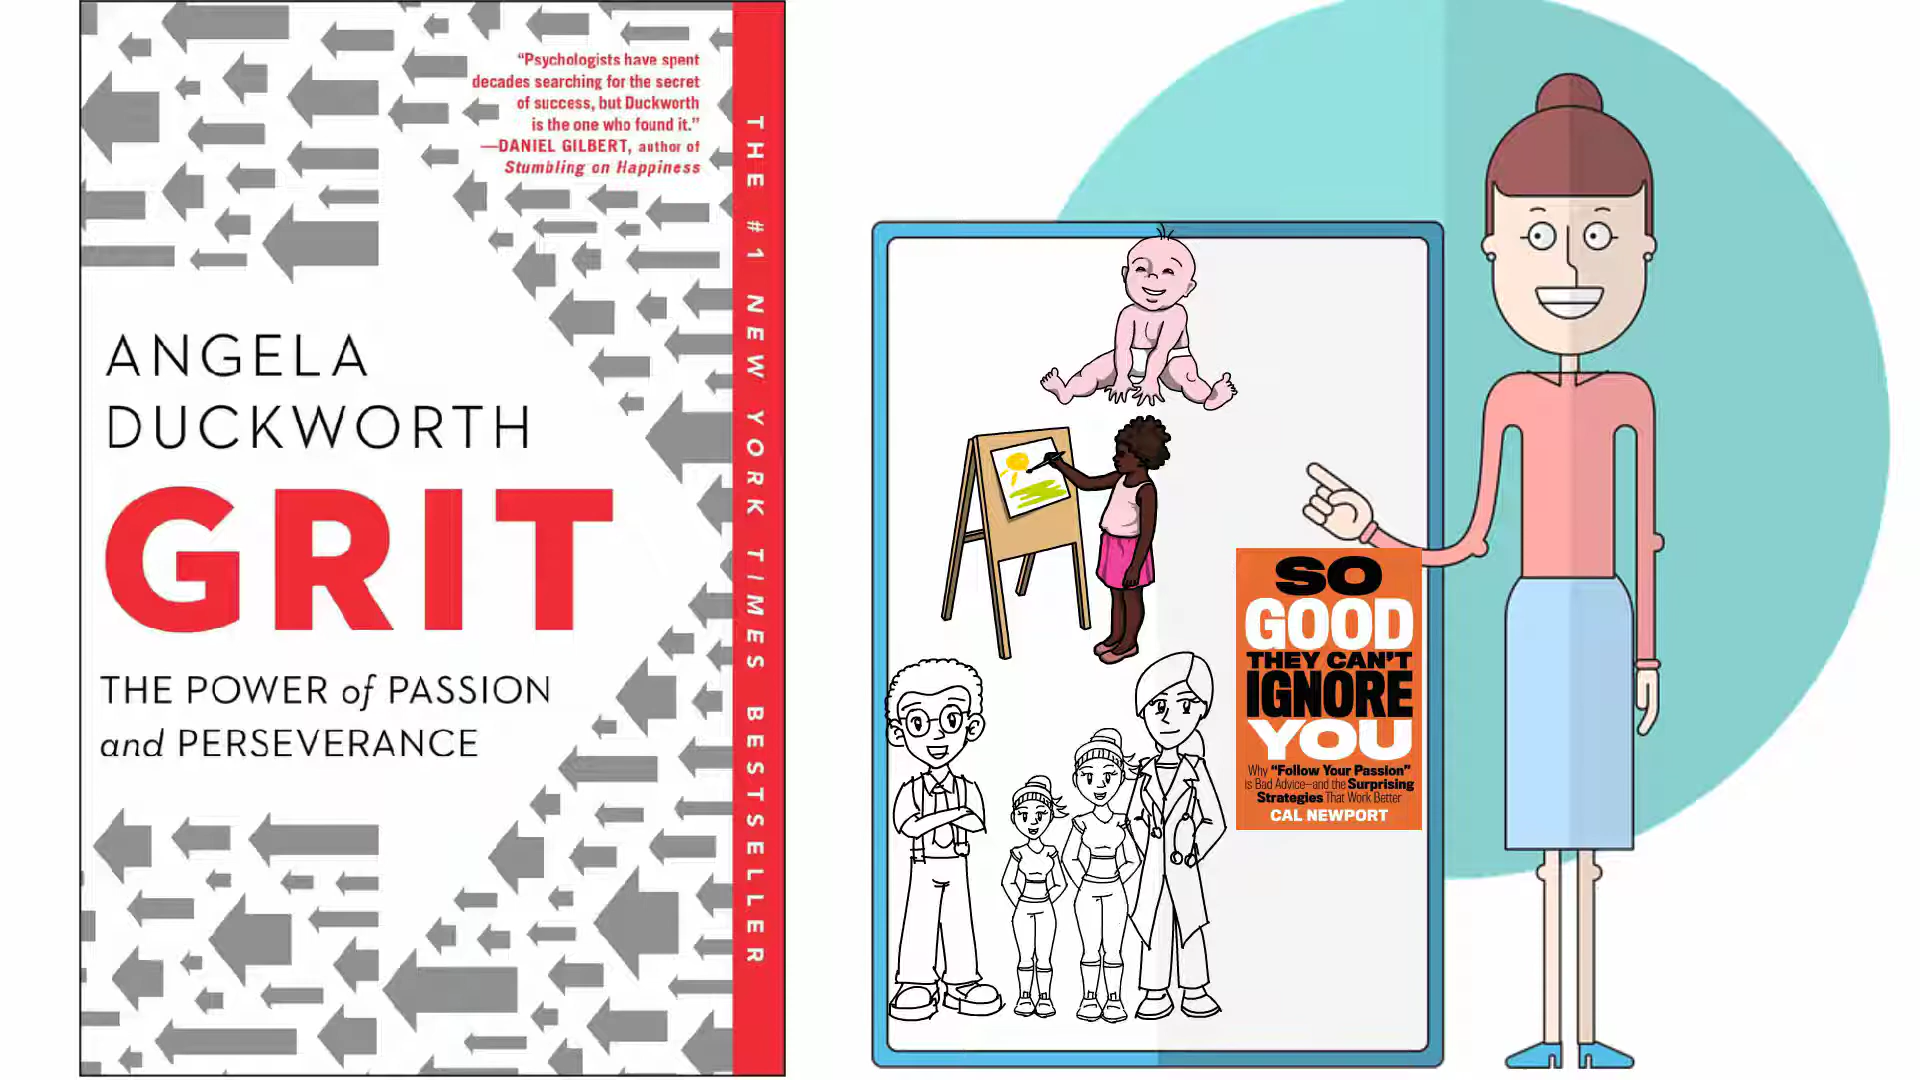 “Psychologists have spent
decades searching for the secret
of success, but Duckworth
is the one who found it.”
—DANIEL GILBERT, author of
Stumbling on Happiness
ANGELA
DUCKWORTH
GRIT
THE POWER of PASSION
and PERSEVERANCE
THE #1 NEW YORK TIMES BESTSELLER
SO
GOOD
THEY CAN'T
IGNORE
YOU
Why “Follow Your Passion”
is Bad Advice—and the Surprising
Strategies That Work Better
CAL NEWPORT